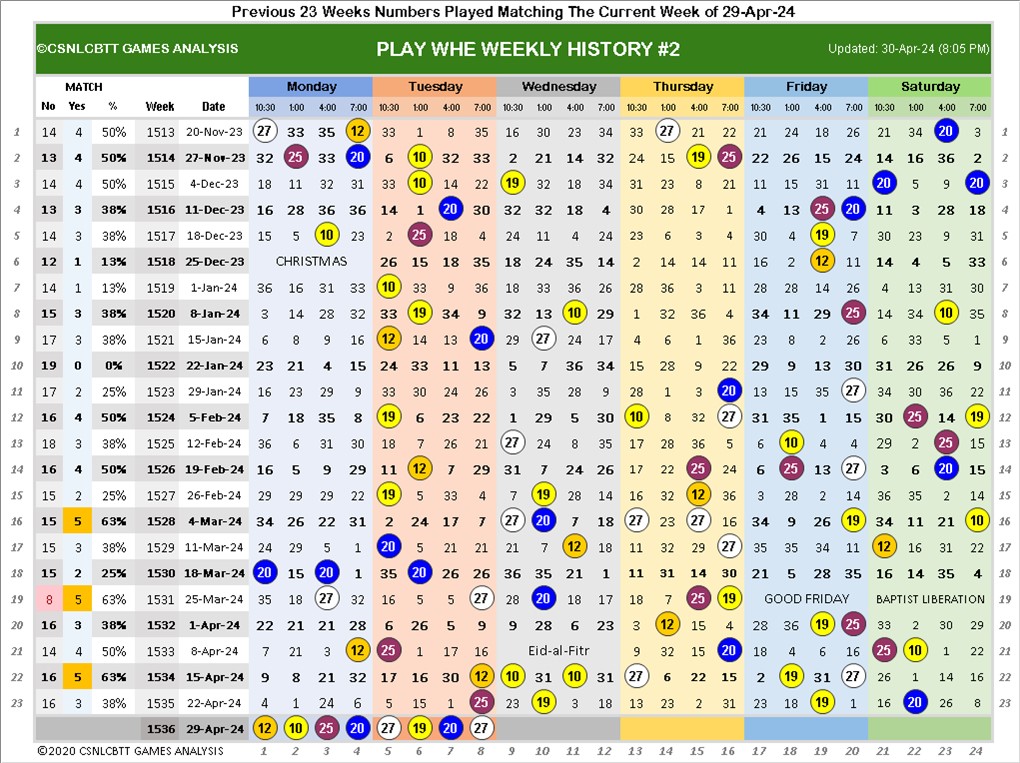 Previous 23 Weeks Numbers Played Matching The Current Week of 29-Apr-24
©CSNLCBTT GAMES ANALYSIS PLAY WHE WEEKLY HISTORY #2 Updated: 30-Apr-24 (8:05 PM)
MATCH Monday Tuesday Wednesday Thursday Friday Saturday
No Yes % Week Date 10:30 1:00 4:00 7:00 10:30 1:00 4:00 8:00 10:30 1:00 4:00 7:00 10:30 1:00 4:00 7:00 10:30 1:00 4:00 7:00 10:30 1:00 4:00 7:00
1 14 4 50% 1513 20-Nov-23 27 33 35 12 33 1 8 35 16 30 23 34 33 14 21 22 21 24 18 26 21 34 20 3 1
2 13 4 50% 1514 27-Nov-23 32 25 33 20 6 10 32 33 2 21 14 32 24 15 19 25 22 26 15 24 14 16 36 2 2
3 14 4 50% 1515 4-Dec-23 18 11 32 31 33 10 14 22 19 32 18 34 31 23 8 21 11 15 31 11 20 5 9 20 3
4 13 3 38% 1516 11-Dec-23 16 28 36 36 14 1 20 30 32 32 18 4 30 28 17 1 4 13 25 20 11 3 28 18 4
5 14 3 38% 1517 18-Dec-23 15 5 10 23 2 25 18 4 24 11 4 24 23 6 3 4 30 4 19 7 30 23 9 31 5
6 12 1 13% 1518 25-Dec-23 CHRISTMAS 26 15 18 35 18 24 35 14 2 14 14 11 16 2 12 11 14 4 5 33 6
7 14 1 13% 1519 1-Jan-24 36 16 31 33 10 33 9 36 18 33 36 26 28 36 3 11 28 28 14 26 4 13 31 30 7
8 15 3 38% 1520 8-Jan-24 3 14 28 32 33 19 34 9 32 13 10 29 1 32 36 4 34 11 29 25 14 34 10 35 8
9 17 3 38% 1521 15-Jan-24 6 8 9 16 12 14 13 20 29 27 24 17 4 6 1 36 23 8 2 26 6 33 5 1 9
10 19 0 0% 1522 22-Jan-24 23 21 4 15 24 33 11 13 5 7 36 34 15 28 9 22 29 9 13 30 31 26 26 9 10
11 17 2 25% 1523 29-Jan-24 16 23 29 9 33 30 24 26 3 35 28 9 28 1 3 20 13 15 35 27 34 30 36 22 11
12 16 4 50% 1524 5-Feb-24 7 18 35 8 19 6 23 22 1 29 5 30 10 8 32 27 31 35 1 15 30 25 14 19 12
13 18 3 38% 1525 12-Feb-24 36 6 31 30 18 7 26 21 27 24 8 35 17 28 36 5 6 10 4 4 29 2 25 23 13
14 16 4 50% 1526 19-Feb-24 16 5 9 29 11 12 7 29 31 7 24 26 14 22 25 24 6 25 13 27 3 6 20 15 14
15 15 2 25% 1527 26-Feb-24 29 29 29 22 19 5 33 4 7 19 28 14 16 32 12 36 3 28 2 14 36 35 2 14 15
16 15 5 63% 1528 4-Mar-24 34 26 22 31 2 24 17 7 27 20 7 18 27 23 27 16 34 9 26 19 34 11 21 10 16
17 15 3 38% 1529 11-Mar-24 24 29 5 1 20 5 21 21 21 7 12 18 11 32 29 27 35 35 34 11 12 16 31 22 17
18 15 2 25% 1530 18-Mar-24 20 15 20 1 35 20 26 26 36 35 21 1 11 31 14 30 21 5 28 35 16 14 35 4 18
19 8 5 63% 1531 25-Mar-24 35 18 27 32 16 5 5 27 28 20 18 17 18 7 25 19 GOOD FRIDAY BAPTIST LIBERATION 19
20 16 3 38% 1532 1-Apr-24 22 21 21 28 6 26 5 9 9 28 6 23 3 12 15 4 28 36 19 25 33 2 30 29 20
21 14 4 50% 1533 8-Apr-24 7 21 3 12 25 1 17 16 Eid-al-Fitr 9 32 15 20 18 4 6 16 25 10 1 22 21
22 16 5 63% 1534 15-Apr-24 9 8 21 32 17 16 30 12 10 31 10 31 27 6 22 15 2 19 31 27 26 1 14 16 22
23 16 3 38% 1535 22-Apr-24 4 1 24 6 5 15 1 25 23 19 3 18 13 23 2 31 23 18 19 1 16 20 26 8 23
1536 29-Apr-24 12 10 25 20 27 19 20 27
©2020 CSNLCBTT GAMES ANALYSIS 1 2 3 4 5 6 7 8 9 10 11 12 13 14 15 16 17 18 19 20 21 22 23 24